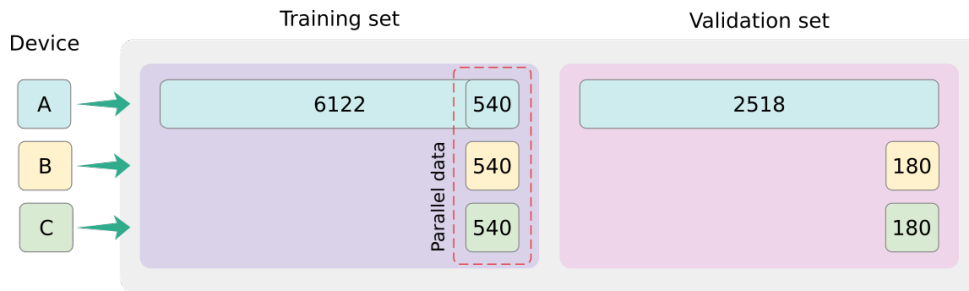 Training set
Validation set
Device
A
6122
540
2518
B
540
180
C
540
180
Parallel data